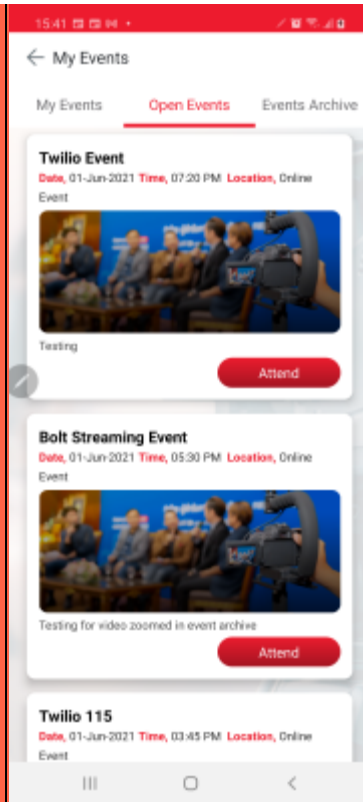 15:41
My Events
My Events Open Events Events Archive
Twilio Event
Date, 01-Jun-2021 Time, 07:20 PM Location, Online
Event
Testing
Attend
Bolt Streaming Event
Date, 01-Jun-2021 Time, 05:30 PM Location, Online
Event
Testing for video zoomed in event archive
Attend
Twilio 115
Date, 01-Jun-2021 Time, 03:45 PM Location, Online
Event